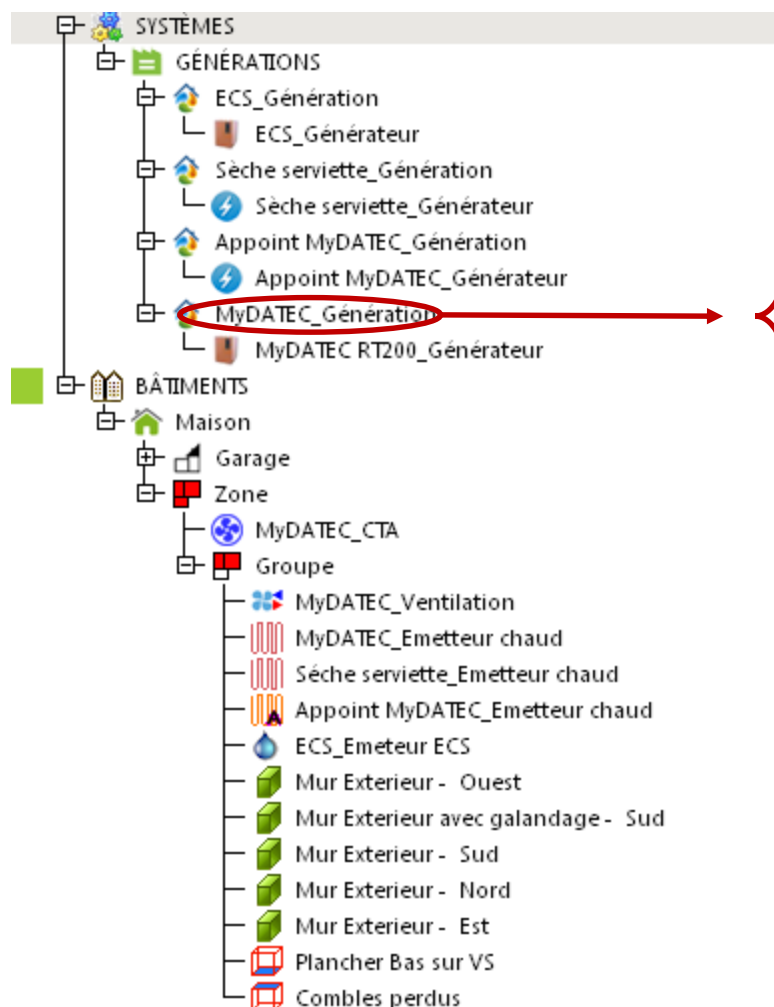 SYSTÈMES
GÉNÉRATIONS
ECS_Génération
ECS_Générateur
Sèche serviette_Génération
Sèche serviette_Générateur
Appoint MyDATEC_Génération
Appoint MyDATEC_Générateur
MyDATEC_Génération
MyDATEC RT200_Générateur
BÂTIMENTS
Maison
Garage
Zone
MyDATEC_CTA
Groupe
MyDATEC_Ventilation
MyDATEC_Emetteur chaud
Séche serviette_Emetteur chaud
Appoint MyDATEC_Emetteur chaud
ECS_Emeteur ECS
Mur Exterieur - Ouest
Mur Exterieur avec galandage - Sud
Mur Exterieur - Sud
Mur Exterieur - Nord
Mur Exterieur - Est
Plancher Bas sur VS
Combles perdus